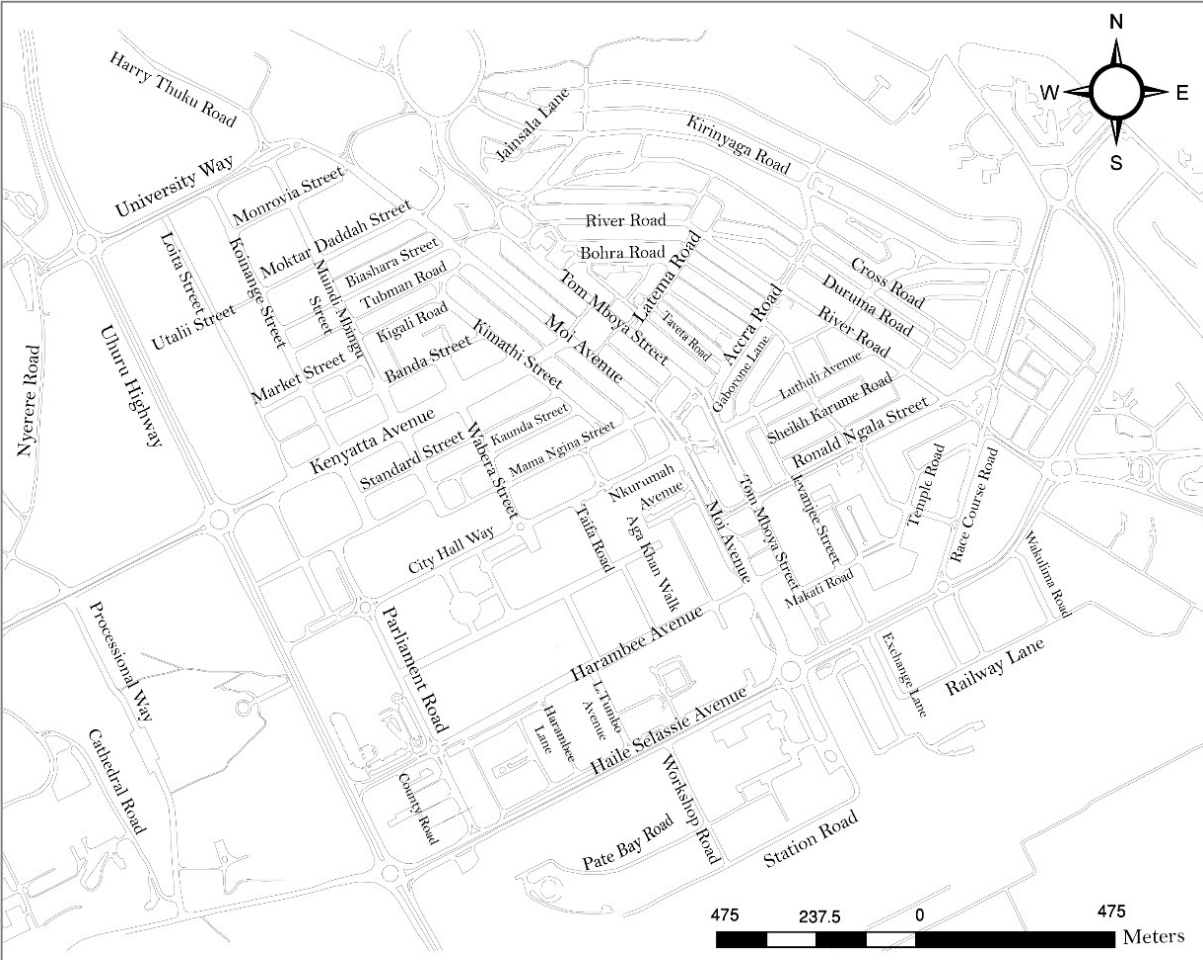 N
W
E
S
Harry Thuku Road
Jainsala Lane
Kirinyaga Road
University Way
Monrovia Street
Moktar Daddah Street
River Road
Bohra Road
Loita Street
Koinange Street
Biashara Street
Tubman Road
Mundi Mbingu
Street
Latema Road
Tom Mboya Street
Cross Road
Duruma Road
River Road
Utalii Street
Kigali Road
Kimathi Street
Moi Avenue
Taveta Road
Accra Road
Gaborone Lane
Luthuli Avenue
Sheikh Karume Road
Ronald Ngala Street
Nyerere Road
Uhuru Highway
Market Street
Banda Street
Kenyatta Avenue
Standard Street
Kaunda Street
Wabera Street
Mama Ngina Street
Nkurumah
Avenue
City Hall Way
Taifa Road
Aga Khan Walk
Moi Avenue
Tom Mboya Street
Ievanjee Street
Temple Road
Race Course Road
Makati Road
Wakulima Road
Processional Way
Parliament Road
Harambee Avenue
Exchange Lane
Railway Lane
Cathedral Road
Harambee
Lane
L.Tumbo
Avenue
Haile Selassie Avenue
County Road
Workshop Road
Pate Bay Road
Station Road
475 237.5 0 475
Meters